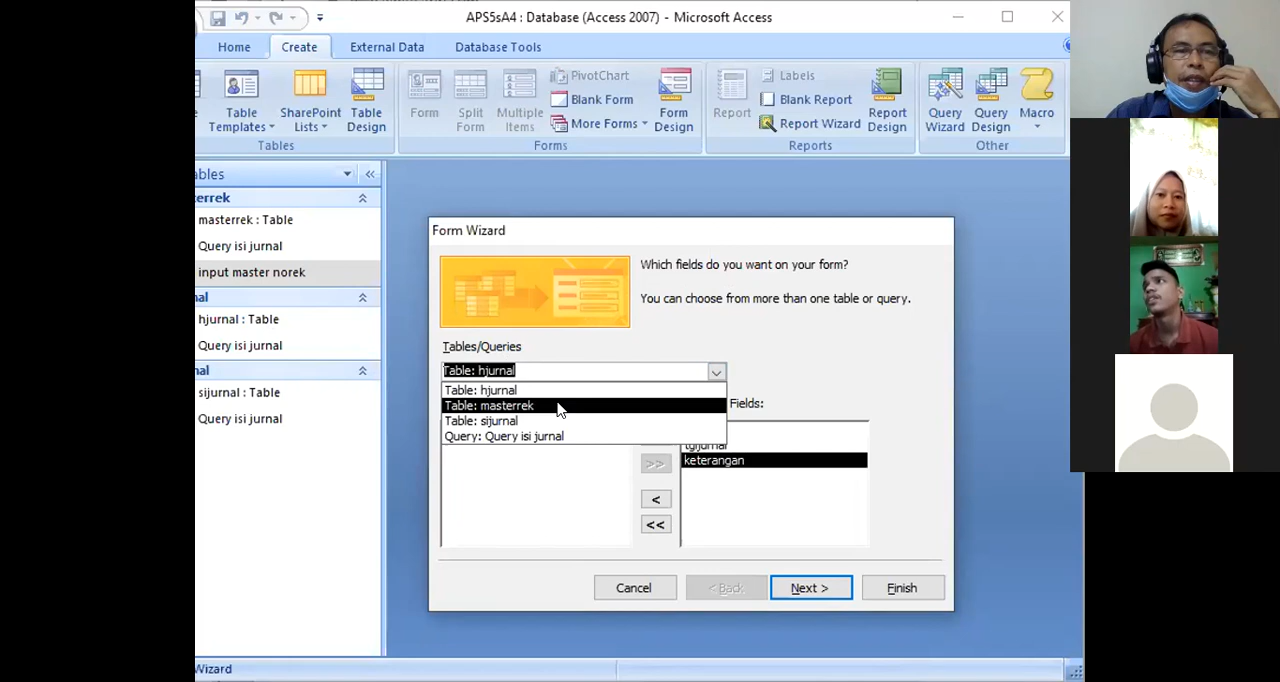 APS5sA4 : Database (Access 2007) - Microsoft Access
Home
Create
External Data
Database Tools
Table
Templates
SharePoint
Lists
Table
Design
Tables
Form
Split
Form
Multiple
Items
PivotChart
Blank Form
More Forms
Form
Design
Forms
Report
Labels
Blank Report
Report Wizard
Report
Design
Reports
Query
Wizard
Query
Design
Macro
Other
ables
errek
masterrek : Table
Query isi jurnal
input master norek
nal
hjurnal : Table
Query isi jurnal
nal
sijurnal : Table
Query isi jurnal
Form Wizard
Which fields do you want on your form?
You can choose from more than one table or query.
Tables/Queries
Table: hjurnal
Table: hjurnal
Table: masterrek
Table: sijurnal
Query: Query isi jurnal
Fields:
tgljurnal
keterangan
>>
<
<<
Cancel
< Back
Next >
Finish
Wizard